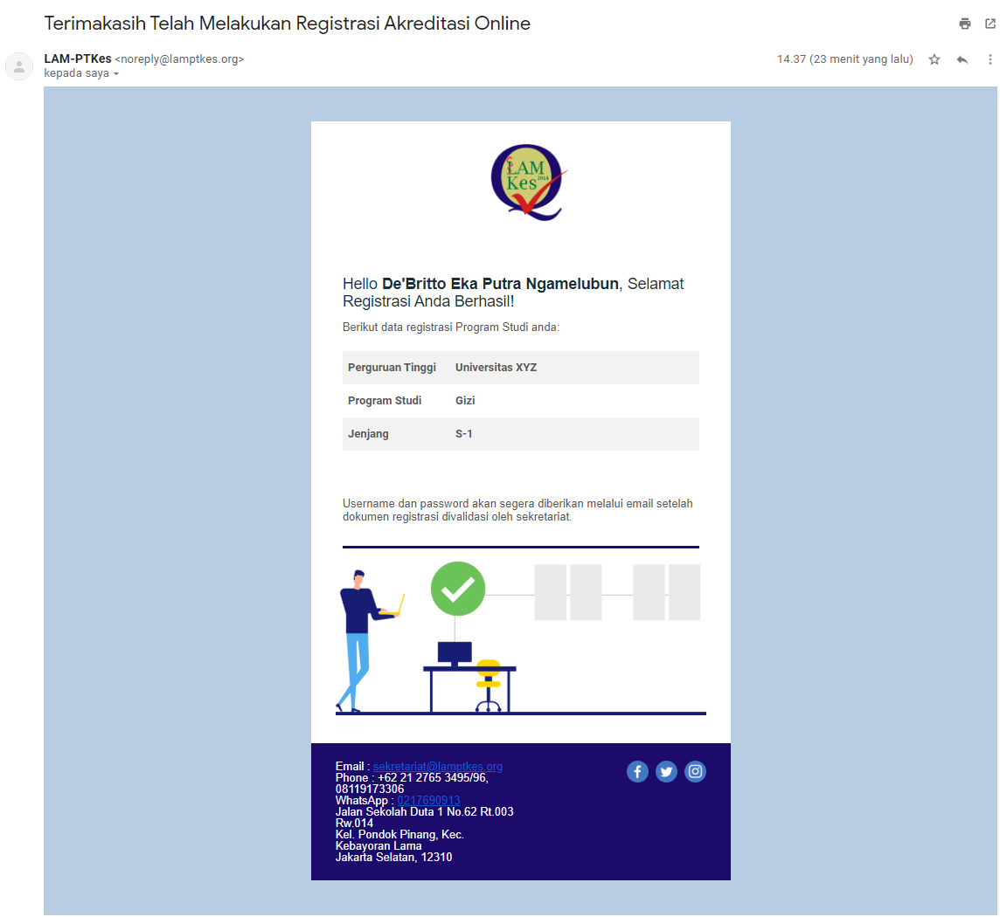 Terimakasih Telah Melakukan Registrasi Akreditasi Online
LAM-PTKes <noreply@lamptkes.org>
14.37 (23 menit yang lalu)
kepada saya
LAM
Kes 2014
Hello De'Britto Eka Putra Ngamelubun, Selamat
Registrasi Anda Berhasil!
Berikut data registrasi Program Studi anda:
Perguruan Tinggi Universitas XYZ
Program Studi Gizi
Jenjang S-1
Username dan password akan segera diberikan melalui email setelah
dokumen registrasi divalidasi oleh sekretariat.
Email : sekretariat@lamptkes.org
Phone : +62 21 2765 3495/96,
08119173306
WhatsApp : 0217690913
Jalan Sekolah Duta 1 No.62 Rt.003
Rw.014
Kel. Pondok Pinang, Kec.
Kebayoran Lama
Jakarta Selatan, 12310